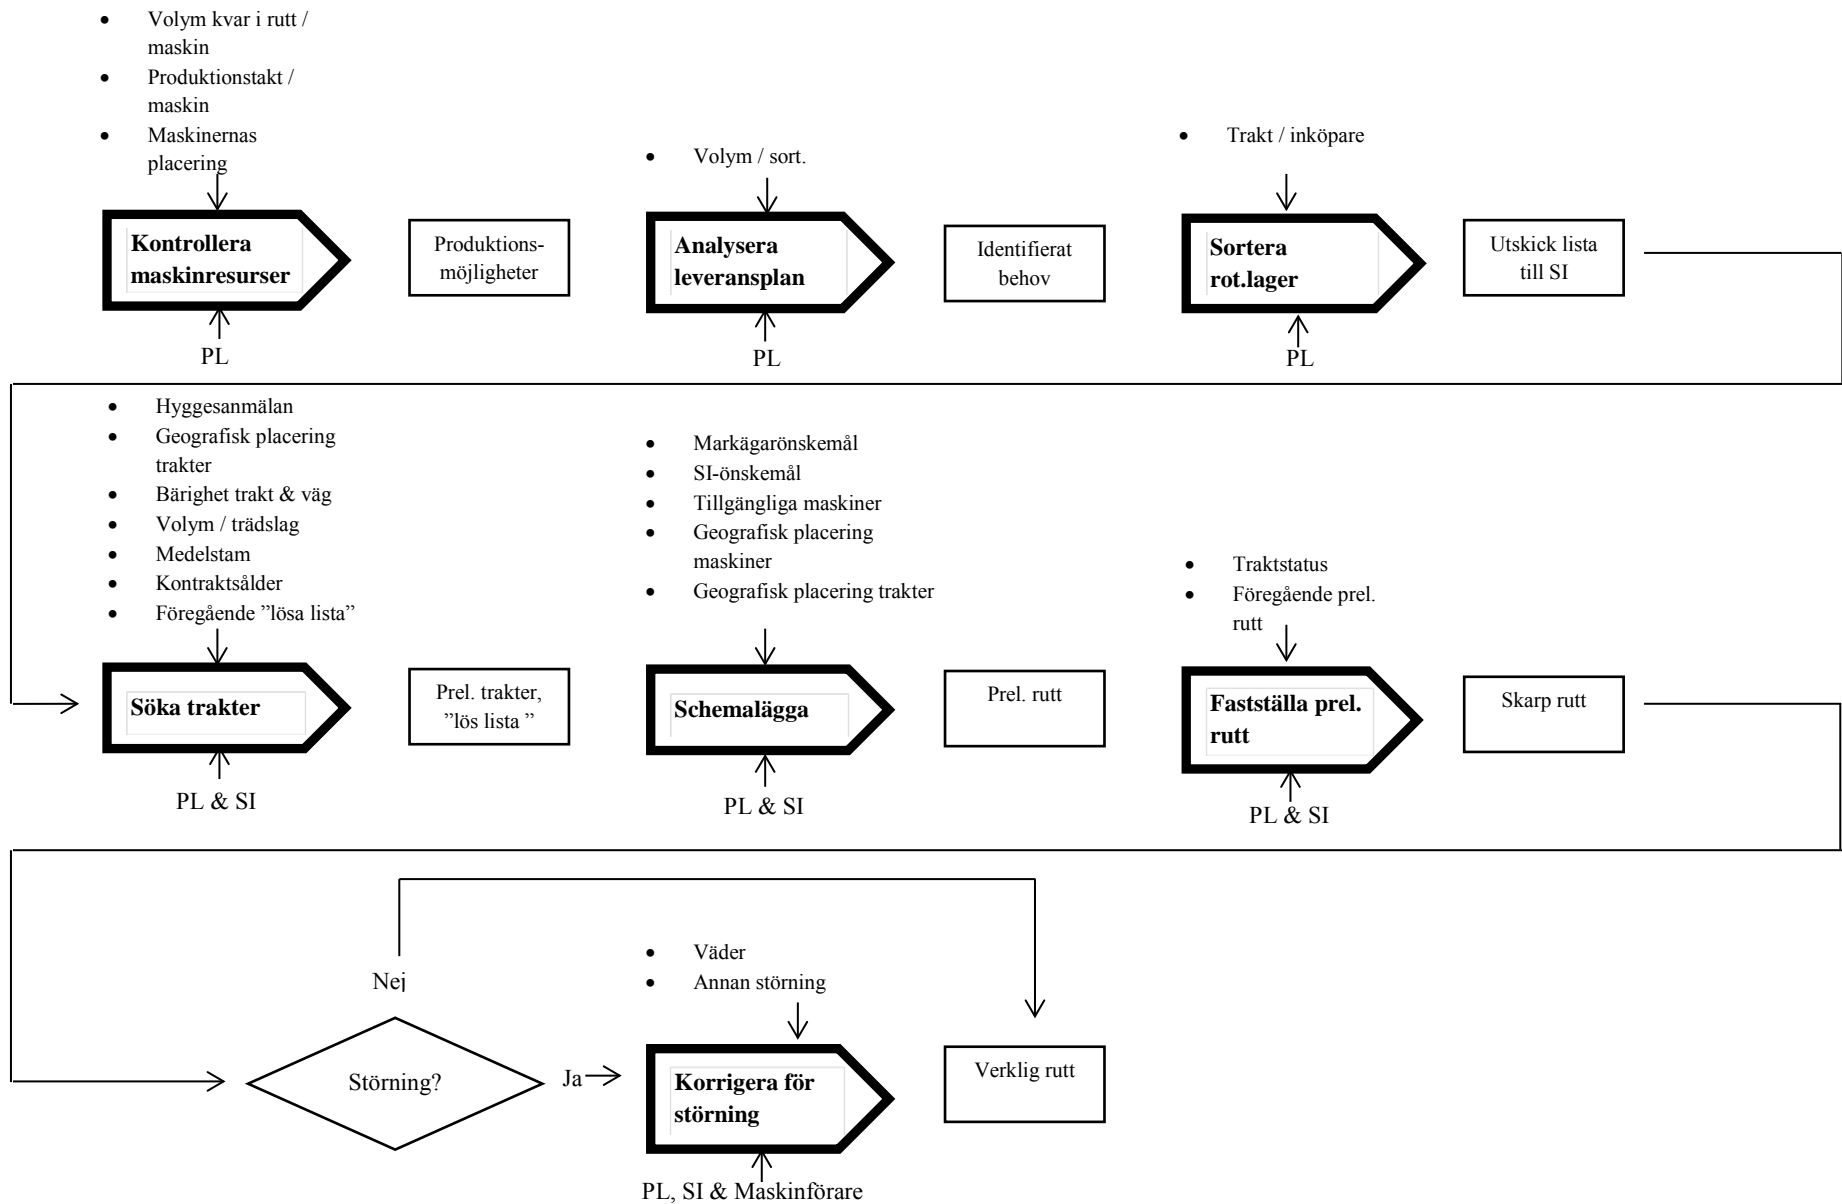 Volym kvar i rutt /
maskin
Produktionstakt /
maskin
Maskinernas
placering
Volym / sort.
Trakt / inköpare
Kontrollera
maskinresurser
Produktions-
möjligheter
Analysera
leveransplan
Identifierat
behov
Sortera
rot.lager
Utskick lista
till SI
PL
PL
PL
Hyggesanmälan
Geografisk placering
trakter
Bärighet trakt & väg
Volym / trädslag
Medelstam
Kontraktsålder
Föregående ”lösa lista”
Markägarönskemål
SI-önskemål
Tillgängliga maskiner
Geografisk placering
maskiner
Geografisk placering trakter
Traktstatus
Föregående prel.
rutt
Söka trakter
Prel. trakter,
”lös lista ”
Schemalägga
Prel. rutt
Fastställa prel.
rutt
Skarp rutt
PL & SI
PL & SI
PL & SI
Nej
Väder
Annan störning
Störning?
Ja
Korrigera för
störning
Verklig rutt
PL, SI & Maskinförare